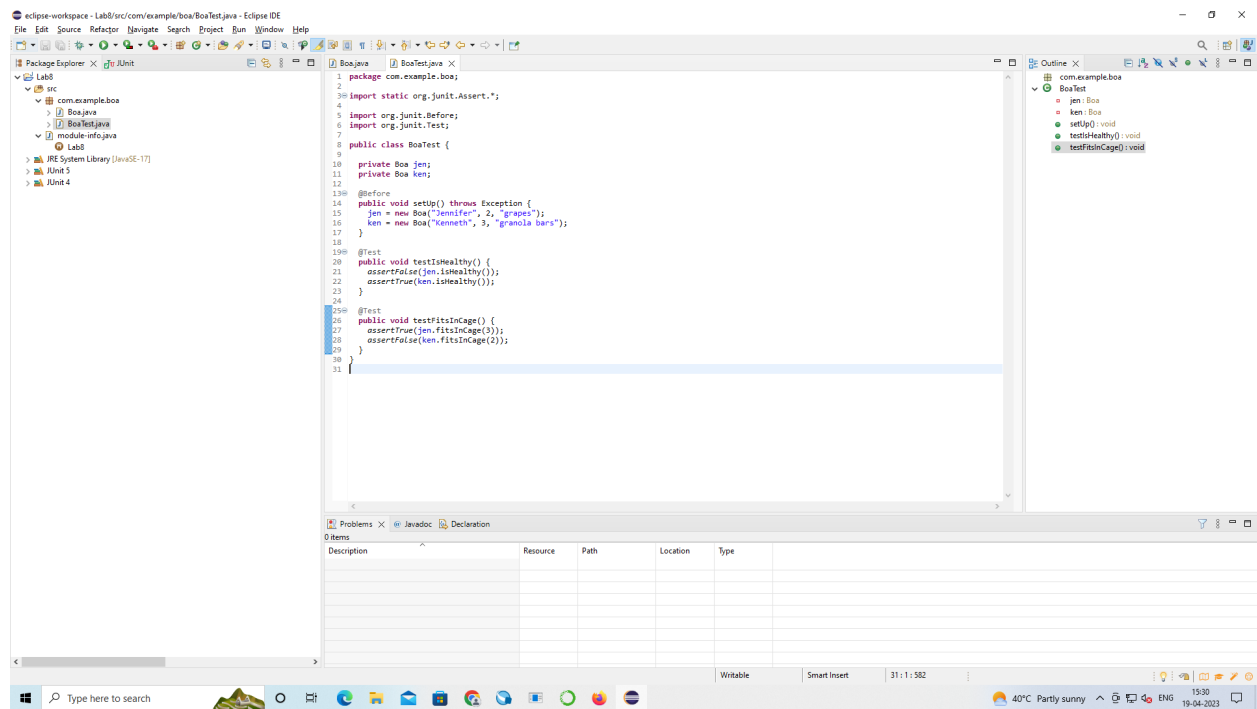 eclipse-workspace - Lab8/src/com/example/boa/BoaTest.java - Eclipse IDE
File Edit Source Refactor Navigate Search Project Run Window Help
Package Explorer JUnit
Lab8
src
com.example.boa
Boa.java
BoaTest.java
module-info.java
Lab8
JRE System Library [JavaSE-17]
JUnit 5
JUnit 4
Boa.java BoaTest.java
1 package com.example.boa;
2
3 import static org.junit.Assert.*;
4
5 import org.junit.Before;
6 import org.junit.Test;
7
8 public class BoaTest {
9
10 private Boa jen;
11 private Boa ken;
12
13 @Before
14 public void setUp() throws Exception {
15 jen = new Boa("Jennifer", 2, "grapes");
16 ken = new Boa("Kenneth", 3, "granola bars");
17 }
18
19 @Test
20 public void testIsHealthy() {
21 assertFalse(jen.isHealthy());
22 assertTrue(ken.isHealthy());
23 }
24
25 @Test
26 public void testFitsInCage() {
27 assertTrue(jen.fitsInCage(3));
28 assertFalse(ken.fitsInCage(2));
29 }
30 }
31
Outline
com.example.boa
BoaTest
jen : Boa
ken : Boa
setUp() : void
testIsHealthy() : void
testFitsInCage() : void
Problems Javadoc Declaration
0 items
Description Resource Path Location Type
Writable Smart Insert 31 : 1 : 582
Type here to search
40°C Partly sunny ENG 15:30
19-04-2023